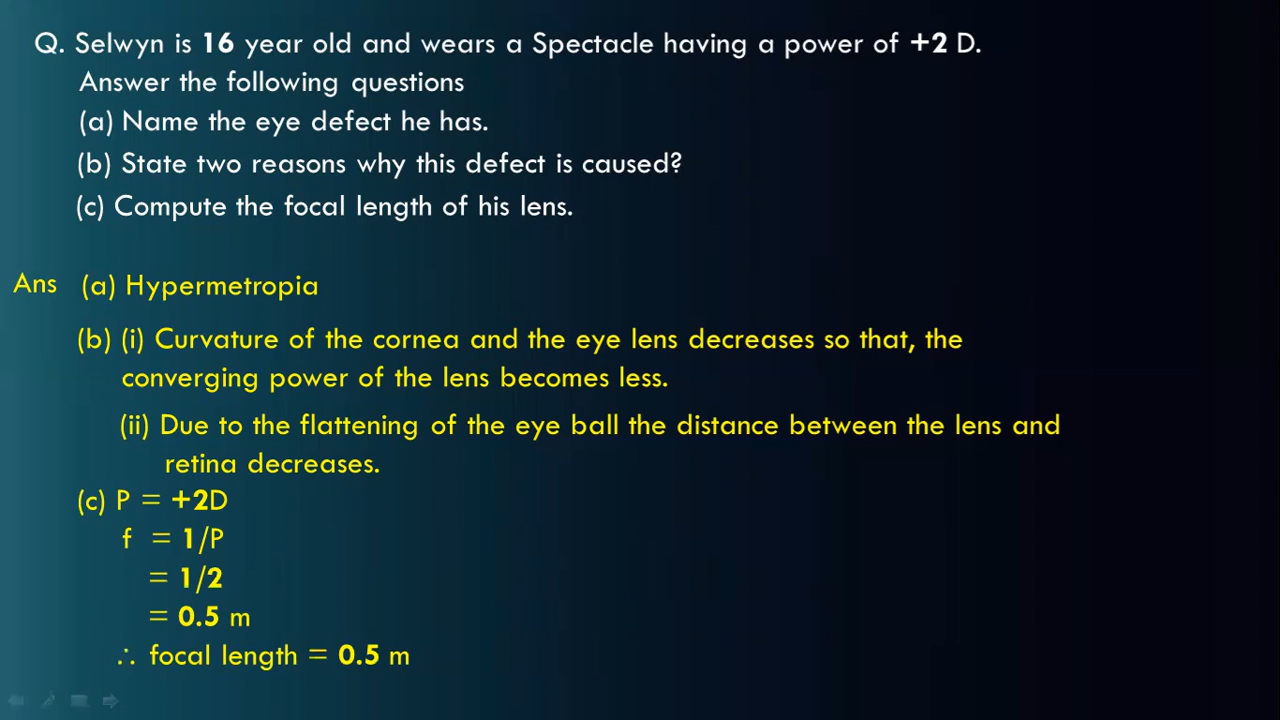 Q. Selwyn is 16 year old and wears a Spectacle having a power of +2 D.
Answer the following questions
(a) Name the eye defect he has.
(b) State two reasons why this defect is caused?
(c) Compute the focal length of his lens.
Ans (a) Hypermetropia
(b) (i) Curvature of the cornea and the eye lens decreases so that, the
converging power of the lens becomes less.
(ii) Due to the flattening of the eye ball the distance between the lens and
retina decreases.
(c) P = +2D
f = 1/P
= 1/2
= 0.5 m
∴ focal length = 0.5 m